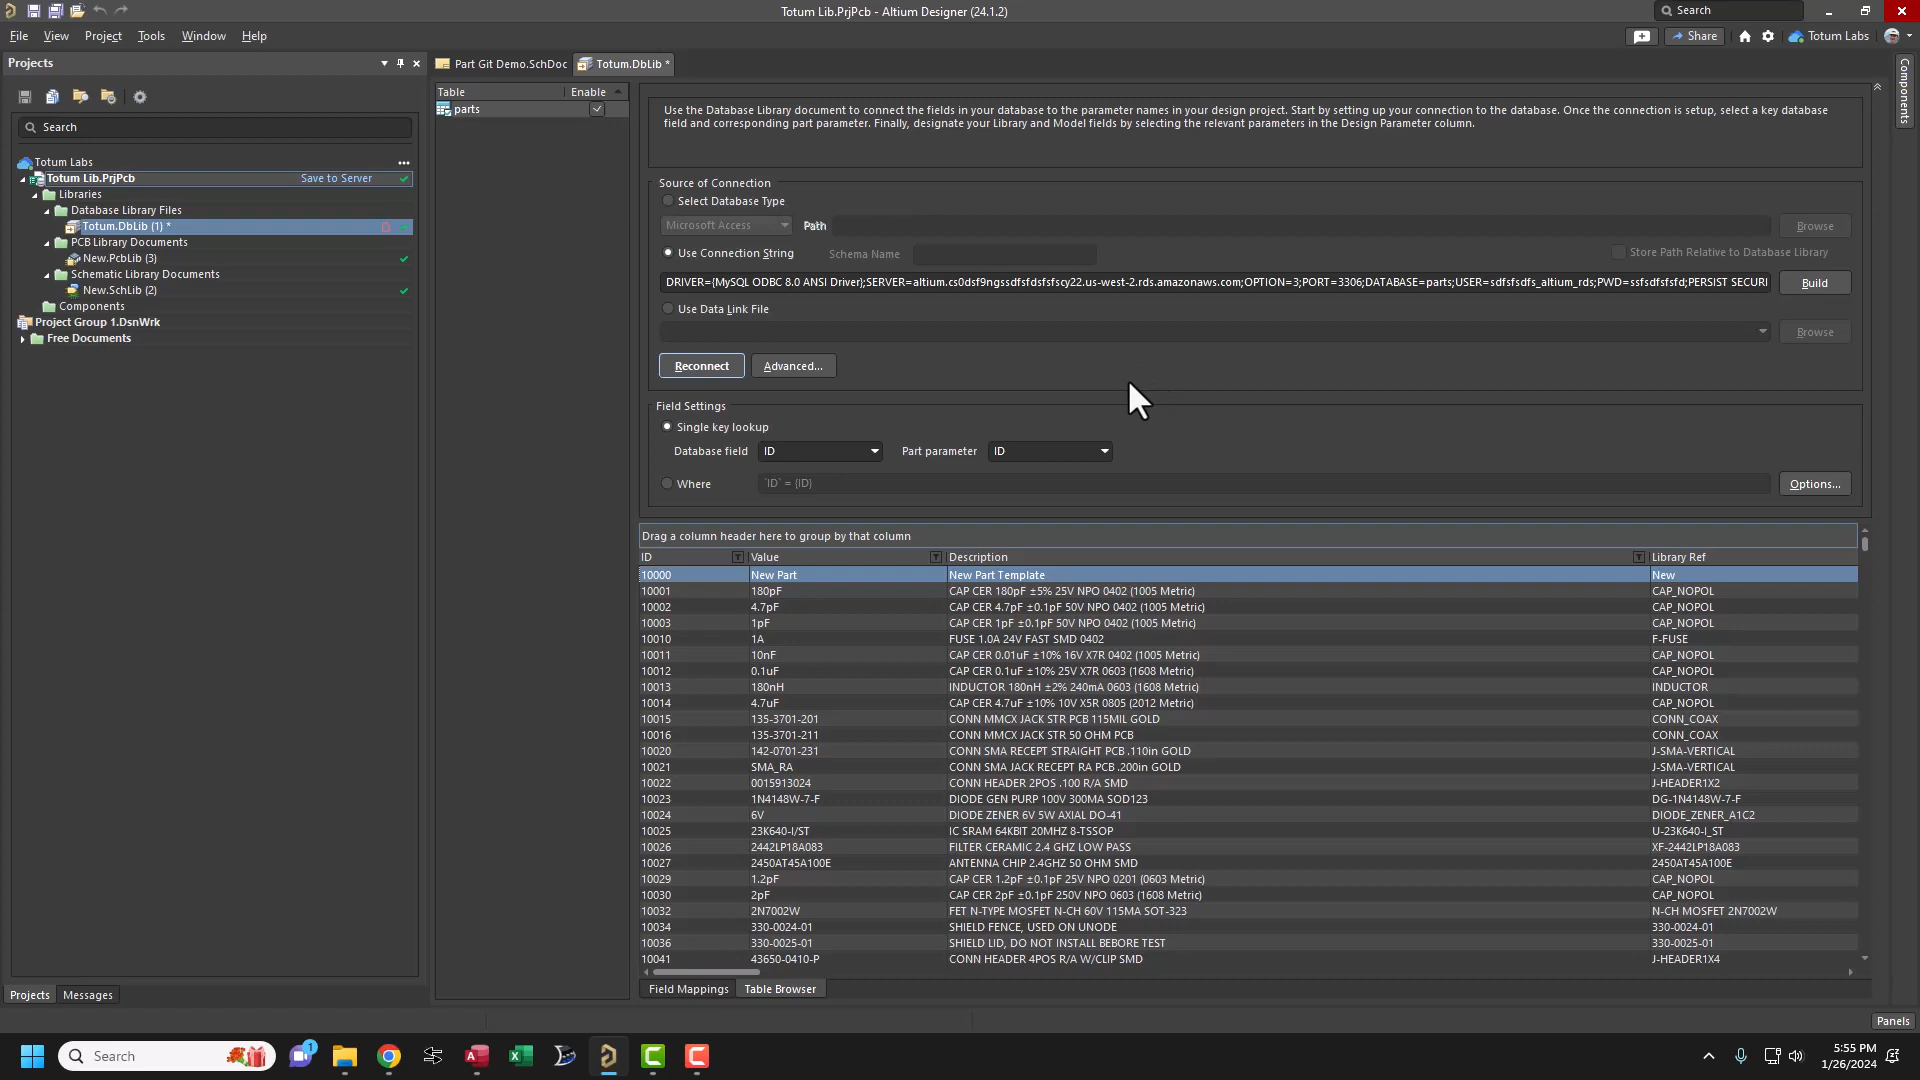 Totum Lib.PrjPcb - Altium Designer (24.1.2)
Search
File View Project Tools Window Help
Share
Totum Labs
Projects
Part Git Demo.SchDoc
Totum.DbLib *
Components
Search
Totum Labs
Totum Lib.PrjPcb Save to Server
Libraries
Database Library Files
Totum.DbLib (1) *
PCB Library Documents
New.PcbLib (3)
Schematic Library Documents
New.SchLib (2)
Components
Project Group 1.DsnWrk
Free Documents
Projects Messages
Table Enable
parts
Use the Database Library document to connect the fields in your database to the parameter names in your design project. Start by setting up your connection to the database. Once the connection is setup, select a key database
field and corresponding part parameter. Finally, designate your Library and Model fields by selecting the relevant parameters in the Design Parameter column.
Source of Connection
Select Database Type
Microsoft Access Path Browse
Use Connection String Schema Name Store Path Relative to Database Library
DRIVER={MySQL ODBC 8.0 ANSI Driver};SERVER=altium.cs0dsf9ngssdfsfdsfsfscy22.us-west-2.rds.amazonaws.com;OPTION=3;PORT=3306;DATABASE=parts;USER=sdfsfsdfs_altium_rds;PWD=ssfsdfsfsfd;PERSIST SECURI Build
Use Data Link File
Browse
Reconnect Advanced...
Field Settings
Single key lookup
Database field ID Part parameter ID
Where `ID` = {ID} Options...
Drag a column header here to group by that column
ID Value Description Library Ref
10000 New Part New Part Template New
10001 180pF CAP CER 180pF ±5% 25V NPO 0402 (1005 Metric) CAP_NOPOL
10002 4.7pF CAP CER 4.7pF ±0.1pF 50V NPO 0402 (1005 Metric) CAP_NOPOL
10003 1pF CAP CER 1pF ±0.1pF 50V NPO 0402 (1005 Metric) CAP_NOPOL
10010 1A FUSE 1.0A 24V FAST SMD 0402 F-FUSE
10011 10nF CAP CER 0.01uF ±10% 16V X7R 0402 (1005 Metric) CAP_NOPOL
10012 0.1uF CAP CER 0.1uF ±10% 25V X7R 0603 (1608 Metric) CAP_NOPOL
10013 180nH INDUCTOR 180nH ±2% 240mA 0603 (1608 Metric) INDUCTOR
10014 4.7uF CAP CER 4.7uF ±10% 10V X5R 0805 (2012 Metric) CAP_NOPOL
10015 135-3701-201 CONN MMCX JACK STR PCB 115MIL GOLD CONN_COAX
10016 135-3701-211 CONN MMCX JACK STR 50 OHM PCB CONN_COAX
10020 142-0701-231 CONN SMA RECEPT STRAIGHT PCB .110in GOLD J-SMA-VERTICAL
10021 SMA_RA CONN SMA JACK RECEPT RA PCB .200in GOLD J-SMA-VERTICAL
10022 0015913024 CONN HEADER 2POS .100 R/A SMD J-HEADER1X2
10023 1N4148W-7-F DIODE GEN PURP 100V 300MA SOD123 DG-1N4148W-7-F
10024 6V DIODE ZENER 6V 5W AXIAL DO-41 DIODE_ZENER_A1C2
10025 23K640-I/ST IC SRAM 64KBIT 20MHZ 8-TSSOP U-23K640-I_ST
10026 2442LP18A083 FILTER CERAMIC 2.4 GHZ LOW PASS XF-2442LP18A083
10027 2450AT45A100E ANTENNA CHIP 2.4GHZ 50 OHM SMD 2450AT45A100E
10029 1.2pF CAP CER 1.2pF ±0.1pF 25V NPO 0201 (0603 Metric) CAP_NOPOL
10030 2pF CAP CER 2pF ±0.1pF 250V NPO 0603 (1608 Metric) CAP_NOPOL
10032 2N7002W FET N-TYPE MOSFET N-CH 60V 115MA SOT-323 N-CH MOSFET 2N7002W
10034 330-0024-01 SHIELD FENCE, USED ON UNODE 330-0024-01
10036 330-0025-01 SHIELD LID, DO NOT INSTALL BEBORE TEST 330-0025-01
10041 43650-0410-P CONN HEADER 4POS R/A W/CLIP SMD J-HEADER1X4
Field Mappings Table Browser
Panels
Search
1
5:55 PM
1/26/2024